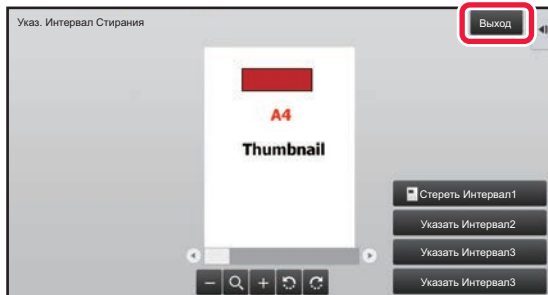 Указ. Интервал Стирания
Выход
A4
Thumbnail
Стереть Интервал1
Указать Интервал2
Указать Интервал3
Указать Интервал3